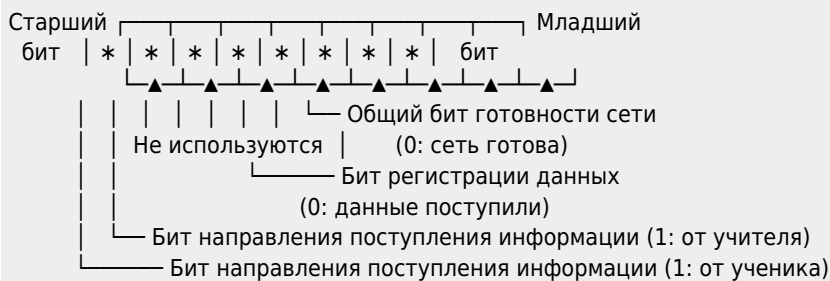 Старший ┌───┬───┬───┬───┬───┬───┬───┬───┐ Младший
бит │ * │ * │ * │ * │ * │ * │ * │ * │ бит
└─▲─┴─▲─┴─▲─┴─▲─┴─▲─┴─▲─┴─▲─┴─▲─┘
│ │ │ │ │ │ │ └── Общий бит готовности сети
│ │ Не используются │ (0: сеть готова)
│ │ └────── Бит регистрации данных
│ │ (0: данные поступили)
│ └── Бит направления поступления информации (1: от учителя)
└────── Бит направления поступления информации (1: от ученика)